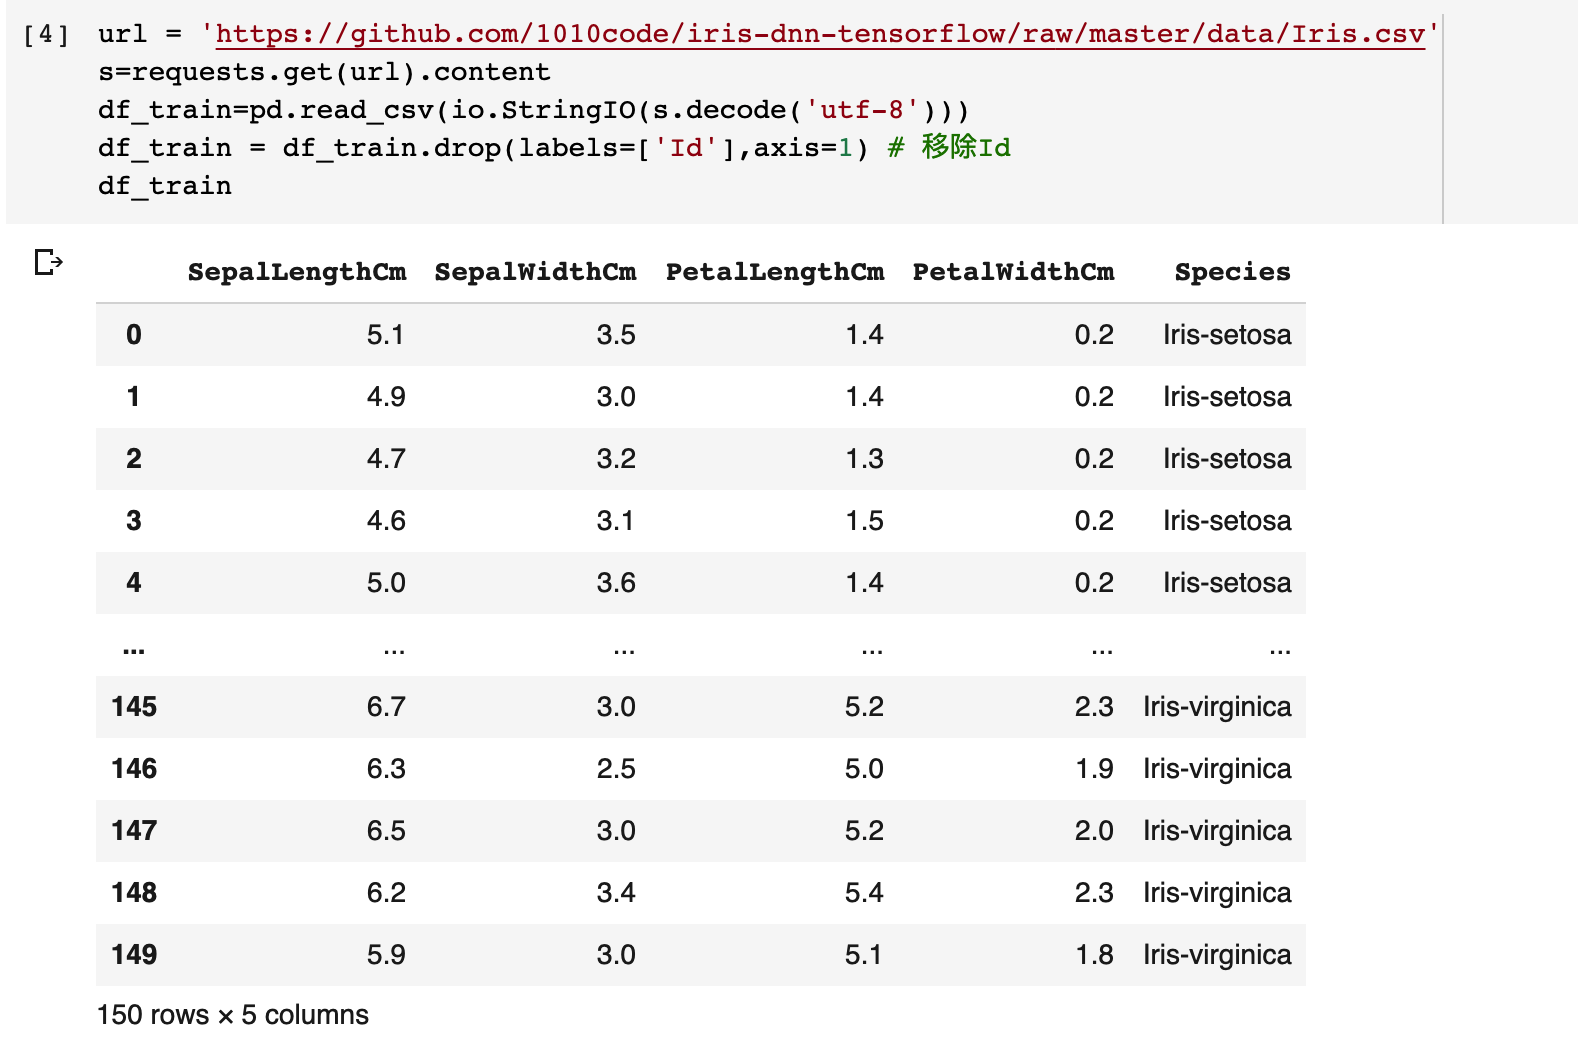 [4] url = 'https://github.com/1010code/iris-dnn-tensorflow/raw/master/data/Iris.csv'
s=requests.get(url).content
df_train=pd.read_csv(io.StringIO(s.decode('utf-8')))
df_train = df_train.drop(labels=['Id'],axis=1) # 移除Id
df_train
SepalLengthCm SepalWidthCm PetalLengthCm PetalWidthCm Species
0 5.1 3.5 1.4 0.2 Iris-setosa
1 4.9 3.0 1.4 0.2 Iris-setosa
2 4.7 3.2 1.3 0.2 Iris-setosa
3 4.6 3.1 1.5 0.2 Iris-setosa
4 5.0 3.6 1.4 0.2 Iris-setosa
... ... ... ... ... ...
145 6.7 3.0 5.2 2.3 Iris-virginica
146 6.3 2.5 5.0 1.9 Iris-virginica
147 6.5 3.0 5.2 2.0 Iris-virginica
148 6.2 3.4 5.4 2.3 Iris-virginica
149 5.9 3.0 5.1 1.8 Iris-virginica
150 rows × 5 columns